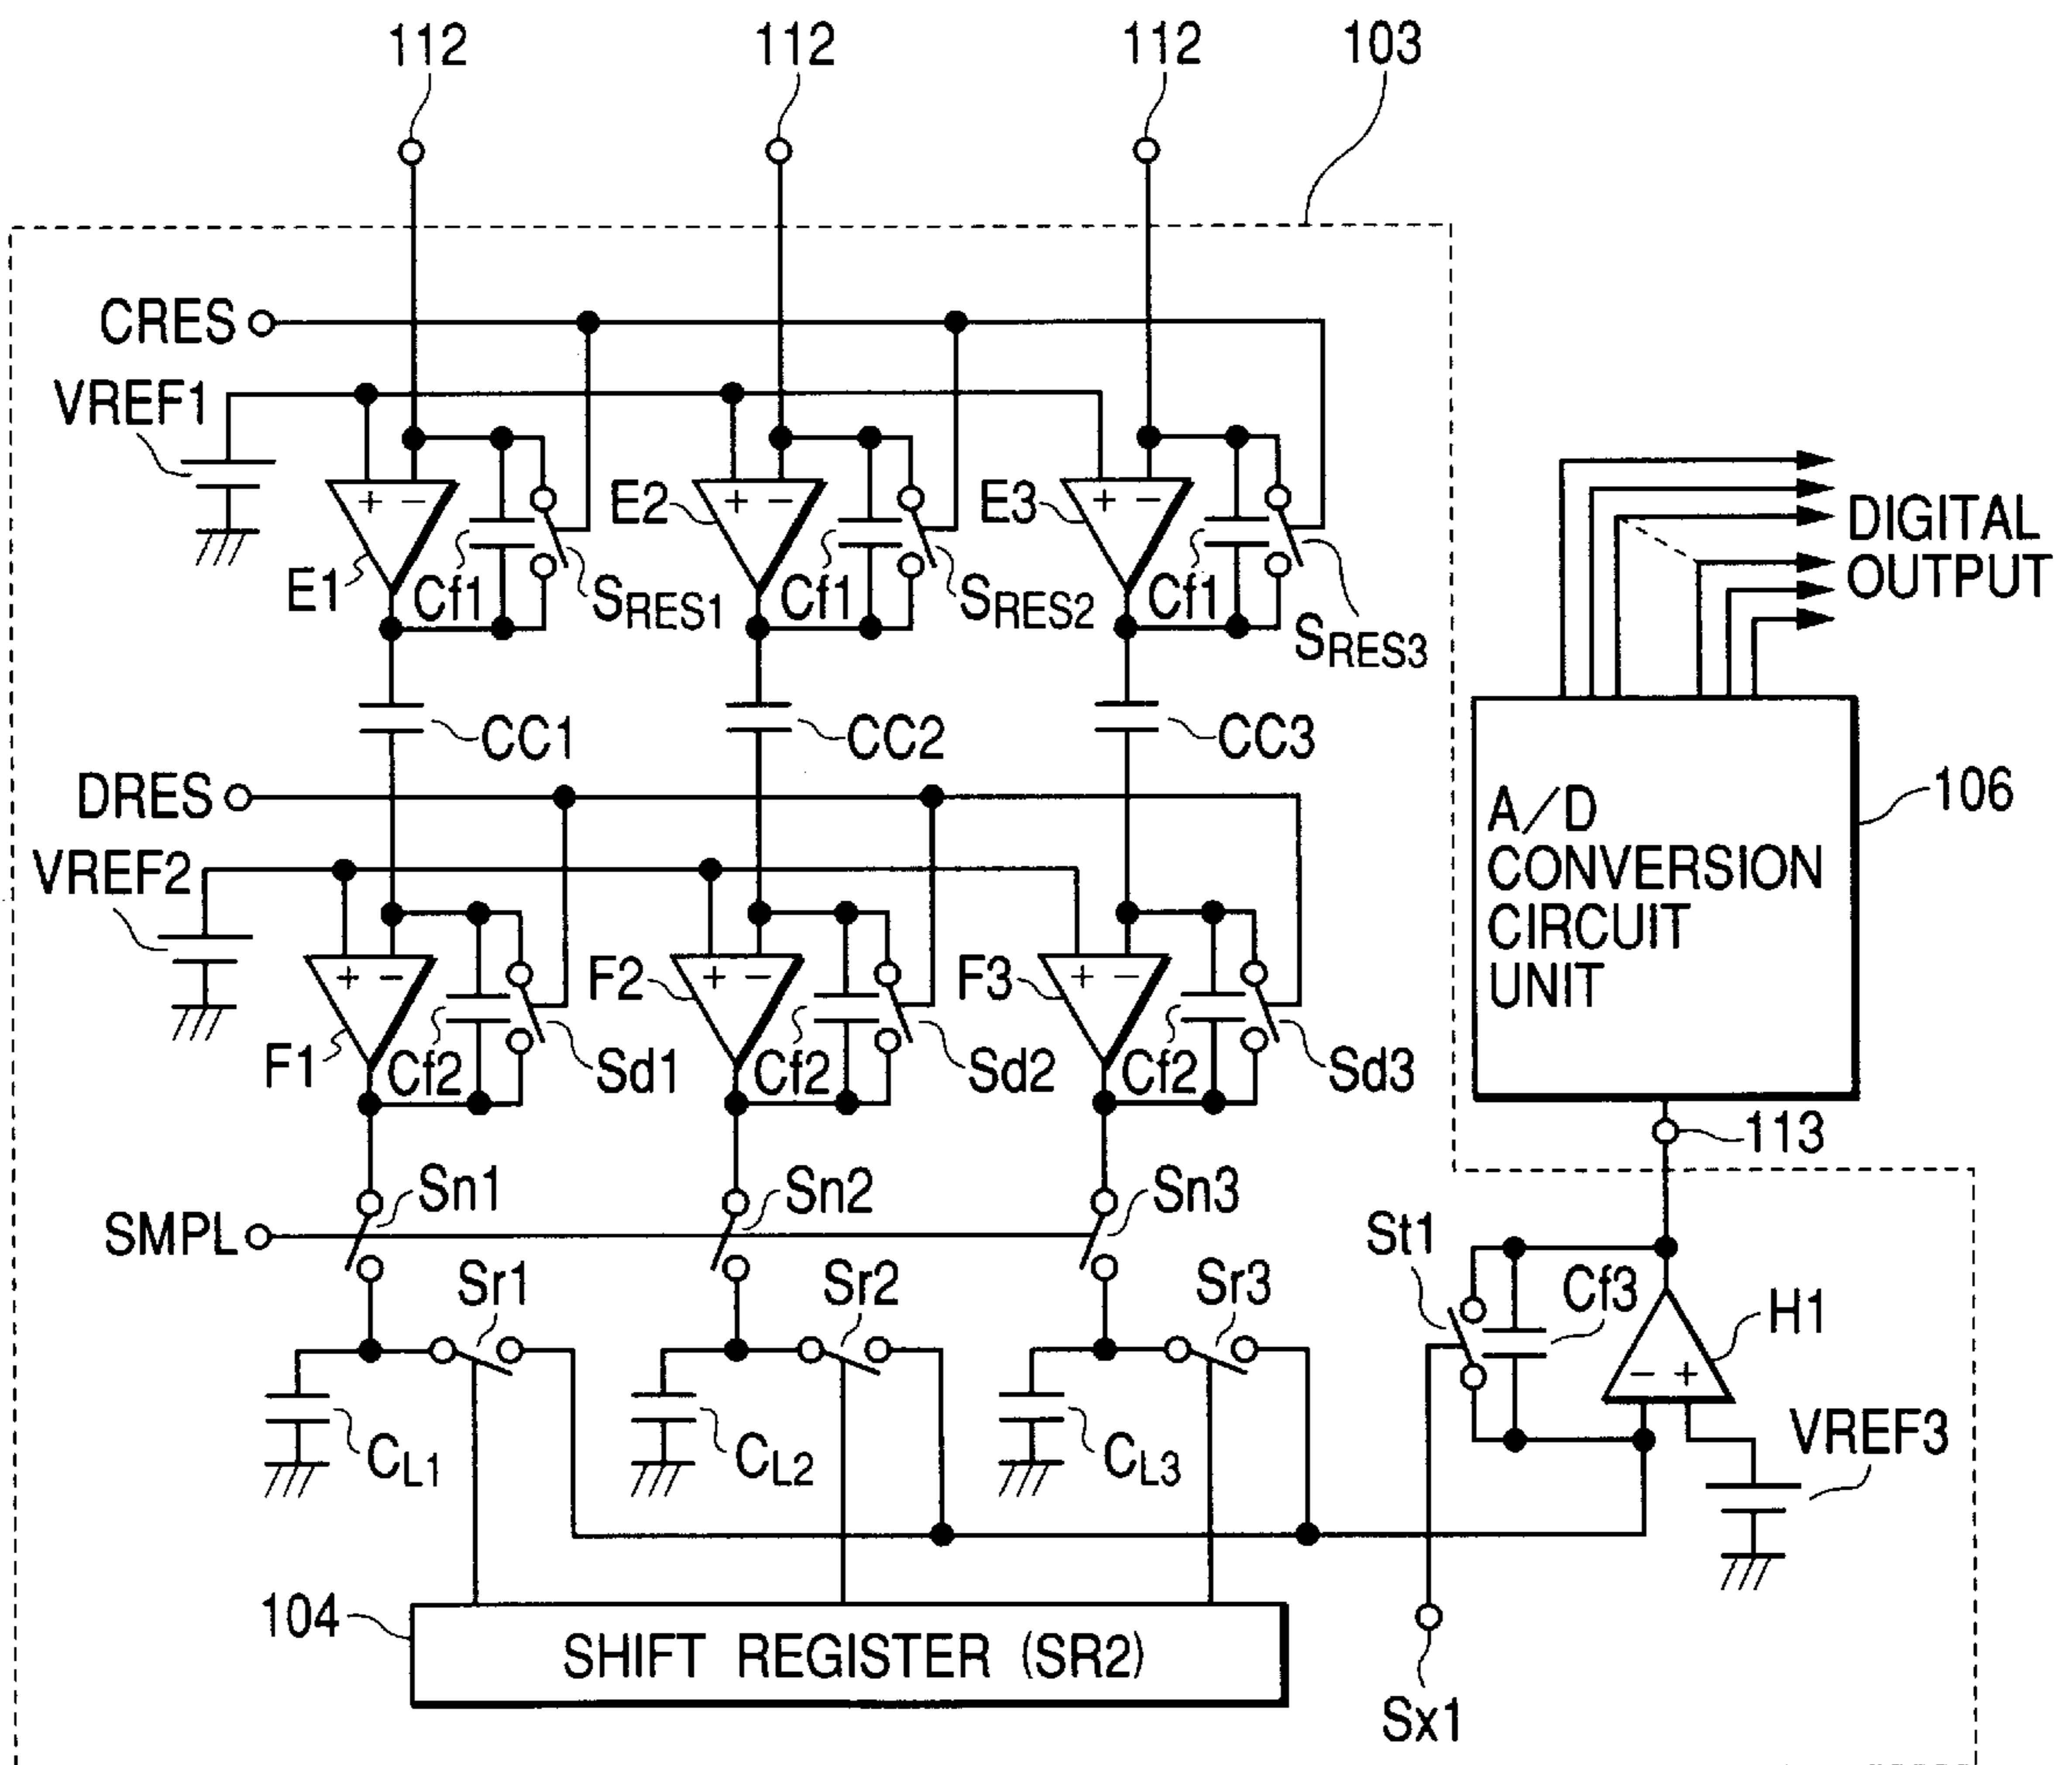 112
112
112
103
CRES
VREF1
+ −
+ −
+ −
E1
E2
E3
Cf1
Cf1
Cf1
SRES1
SRES2
SRES3
DIGITAL
OUTPUT
CC1
CC2
CC3
DRES
VREF2
A/D
CONVERSION
CIRCUIT
UNIT
106
+ −
+ −
+ −
F1
F2
F3
Cf2
Cf2
Cf2
Sd1
Sd2
Sd3
113
Sn1
Sn2
Sn3
SMPL
Sr1
Sr2
Sr3
St1
Cf3
H1
− +
VREF3
CL1
CL2
CL3
104
SHIFT REGISTER (SR2)
Sx1